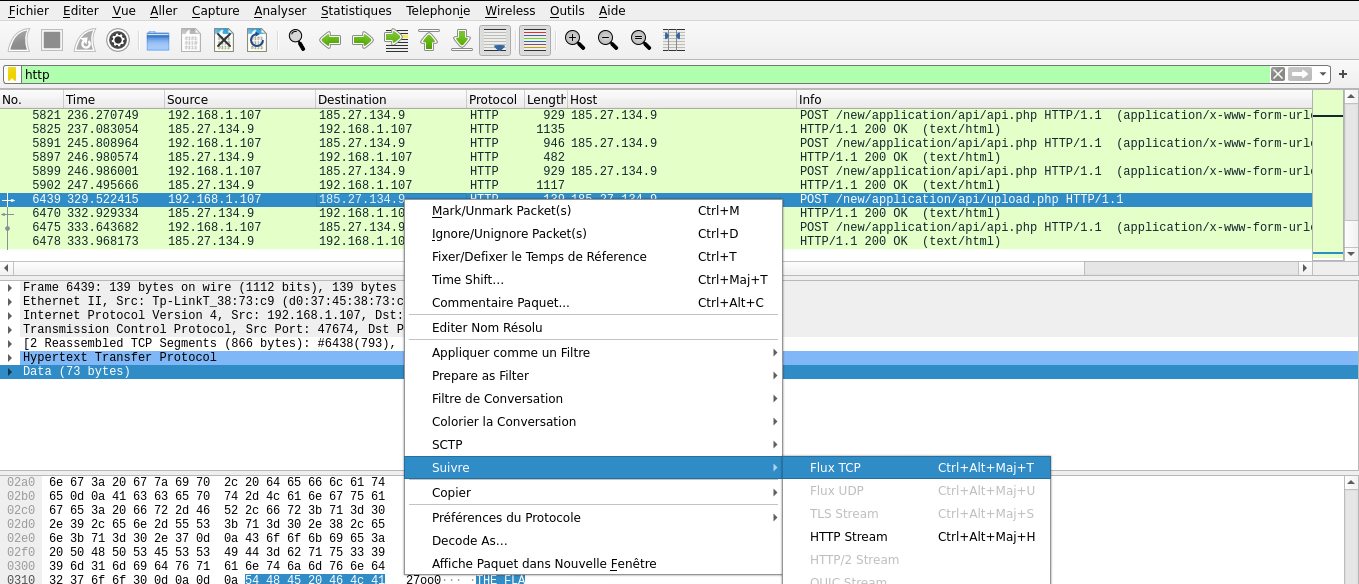 Fichier Editer Vue Aller Capture Analyser Statistiques Telephonie Wireless Outils Aide
http
No. Time Source Destination Protocol Length Host Info
5821 236.270749 192.168.1.107 185.27.134.9 HTTP 929 185.27.134.9 POST /new/application/api/api.php HTTP/1.1 (application/x-www-form-urlo
5825 237.083054 185.27.134.9 192.168.1.107 HTTP 1135 HTTP/1.1 200 OK (text/html)
5891 245.808964 192.168.1.107 185.27.134.9 HTTP 946 185.27.134.9 POST /new/application/api/api.php HTTP/1.1 (application/x-www-form-urle
5897 246.980574 185.27.134.9 192.168.1.107 HTTP 482 HTTP/1.1 200 OK (text/html)
5899 246.986001 192.168.1.107 185.27.134.9 HTTP 929 185.27.134.9 POST /new/application/api/api.php HTTP/1.1 (application/x-www-form-urle
5902 247.495666 185.27.134.9 192.168.1.107 HTTP 1117 HTTP/1.1 200 OK (text/html)
6439 329.522415 192.168.1.107 185.27.134.9 HTTP 139 185.27.134.9 POST /new/application/api/upload.php HTTP/1.1
6470 332.929334 185.27.134.9 192.168.1.10 HTTP/1.1 200 OK (text/html)
6475 333.643682 192.168.1.107 185.27.134.9 POST /new/application/api/api.php HTTP/1.1 (application/x-www-form-urle
6478 333.968173 185.27.134.9 192.168.1.10 HTTP/1.1 200 OK (text/html)
Mark/Unmark Packet(s) Ctrl+M
Ignore/Unignore Packet(s) Ctrl+D
Fixer/Defixer le Temps de Réference Ctrl+T
Time Shift… Ctrl+Maj+T
Commentaire Paquet… Ctrl+Alt+C
Editer Nom Résolu
Appliquer comme un Filtre
Prepare as Filter
Filtre de Conversation
Colorier la Conversation
SCTP
Suivre
Copier
Préférences du Protocole
Decode As…
Affiche Paquet dans Nouvelle Fenêtre
Flux TCP Ctrl+Alt+Maj+T
Flux UDP Ctrl+Alt+Maj+U
TLS Stream Ctrl+Alt+Maj+S
HTTP Stream Ctrl+Alt+Maj+H
HTTP/2 Stream
QUIC Stream
Frame 6439: 139 bytes on wire (1112 bits), 139 bytes
Ethernet II, Src: Tp-LinkT_38:73:c9 (d0:37:45:38:73:c
Internet Protocol Version 4, Src: 192.168.1.107, Dst:
Transmission Control Protocol, Src Port: 47674, Dst P
[2 Reassembled TCP Segments (866 bytes): #6438(793),
Hypertext Transfer Protocol
Data (73 bytes)
02a0 6e 67 3a 20 67 7a 69 70 2c 20 64 65 66 6c 61 74
02b0 65 0d 0a 41 63 63 65 70 74 2d 4c 61 6e 67 75 61
02c0 67 65 3a 20 66 72 2d 46 52 2c 66 72 3b 71 3d 30
02d0 2e 39 2c 65 6e 2d 55 53 3b 71 3d 30 2e 38 2c 65
02e0 6e 3b 71 3d 30 2e 37 0d 0a 43 6f 6f 6b 69 65 3a
02f0 20 50 48 50 53 45 53 53 49 44 3d 62 71 75 33 39
0300 39 6d 31 6d 69 64 76 71 61 6e 74 6a 6d 76 6e 64
0310 32 37 6f 6f 30 0d 0a 0d 0a 54 48 45 20 46 4c 41 27oo0··· ·THE FLA